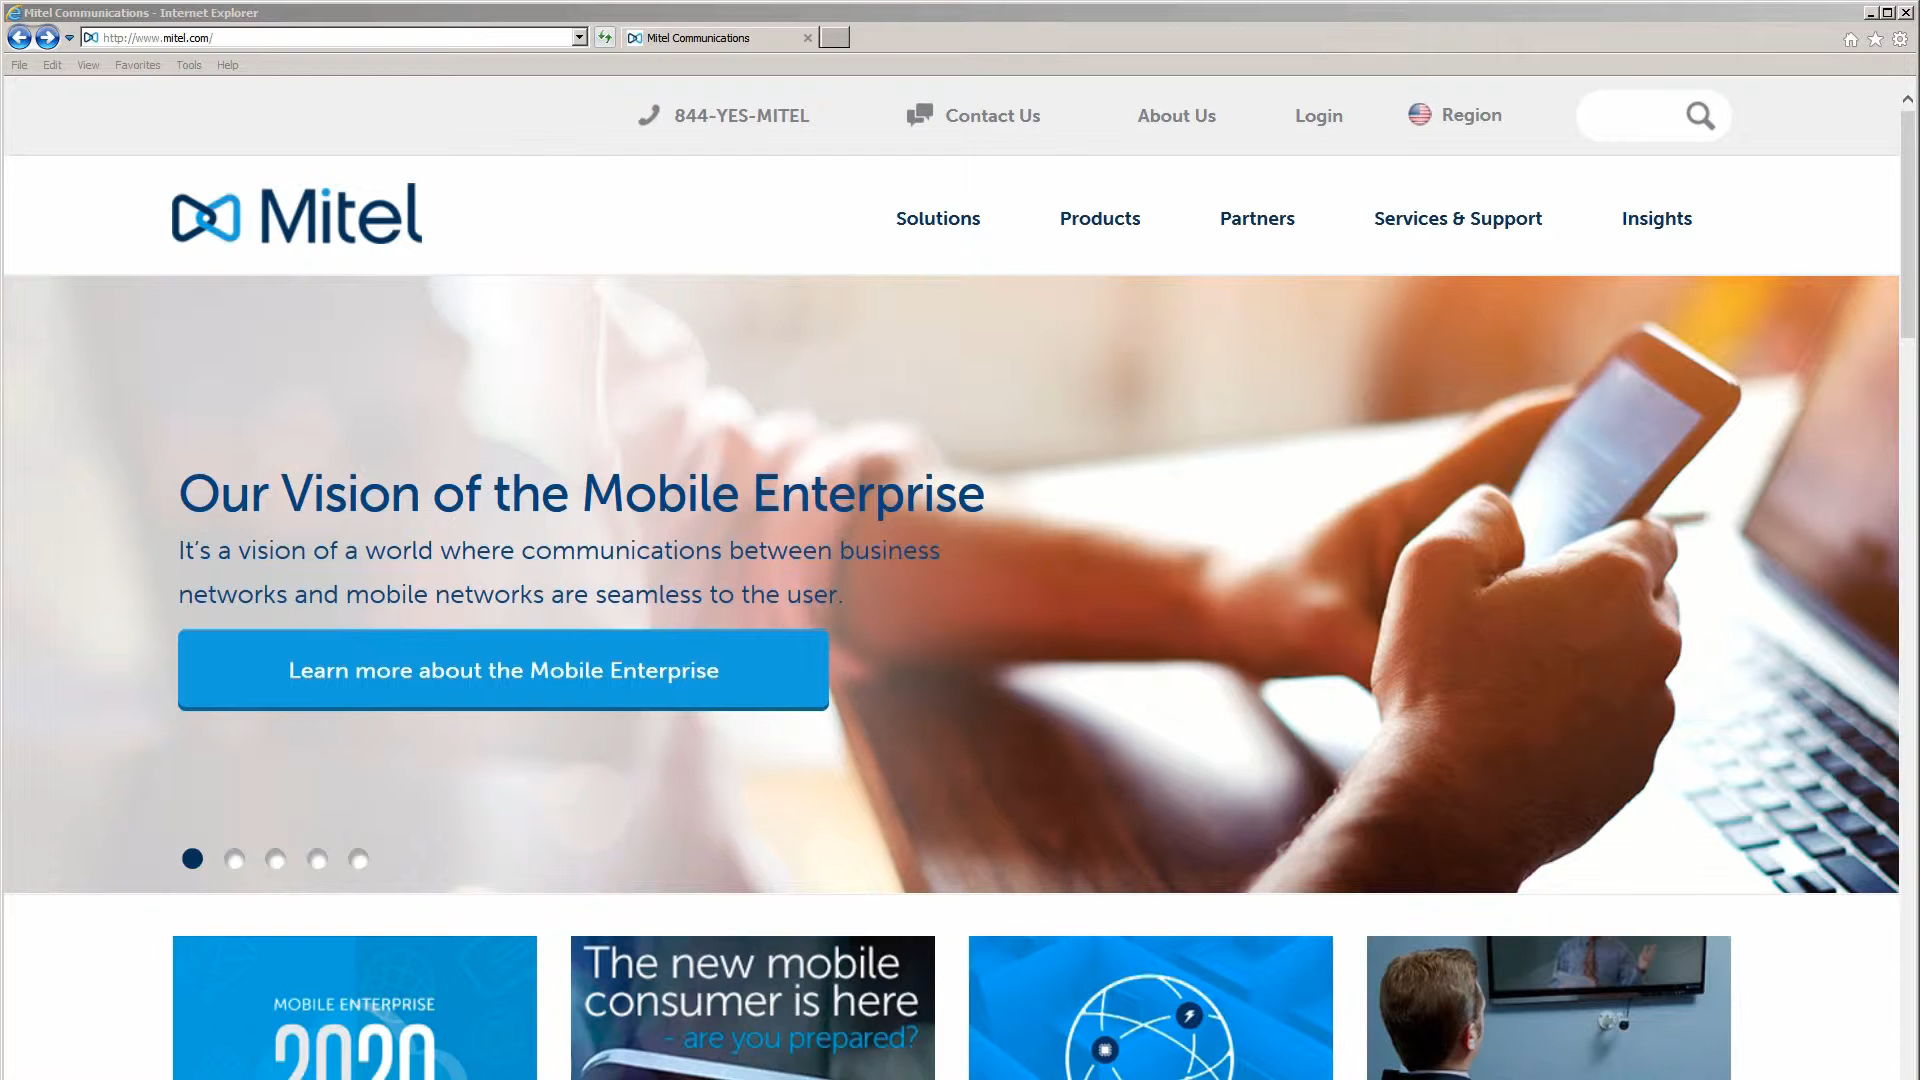 Mitel Communications - Internet Explorer
http://www.mitel.com/
Mitel Communications
File Edit View Favorites Tools Help
844-YES-MITEL Contact Us About Us Login Region
Mitel
Solutions Products Partners Services & Support Insights
Our Vision of the Mobile Enterprise
It's a vision of a world where communications between business
networks and mobile networks are seamless to the user.
Learn more about the Mobile Enterprise
MOBILE ENTERPRISE
2020
The new mobile
consumer is here
- are you prepared?